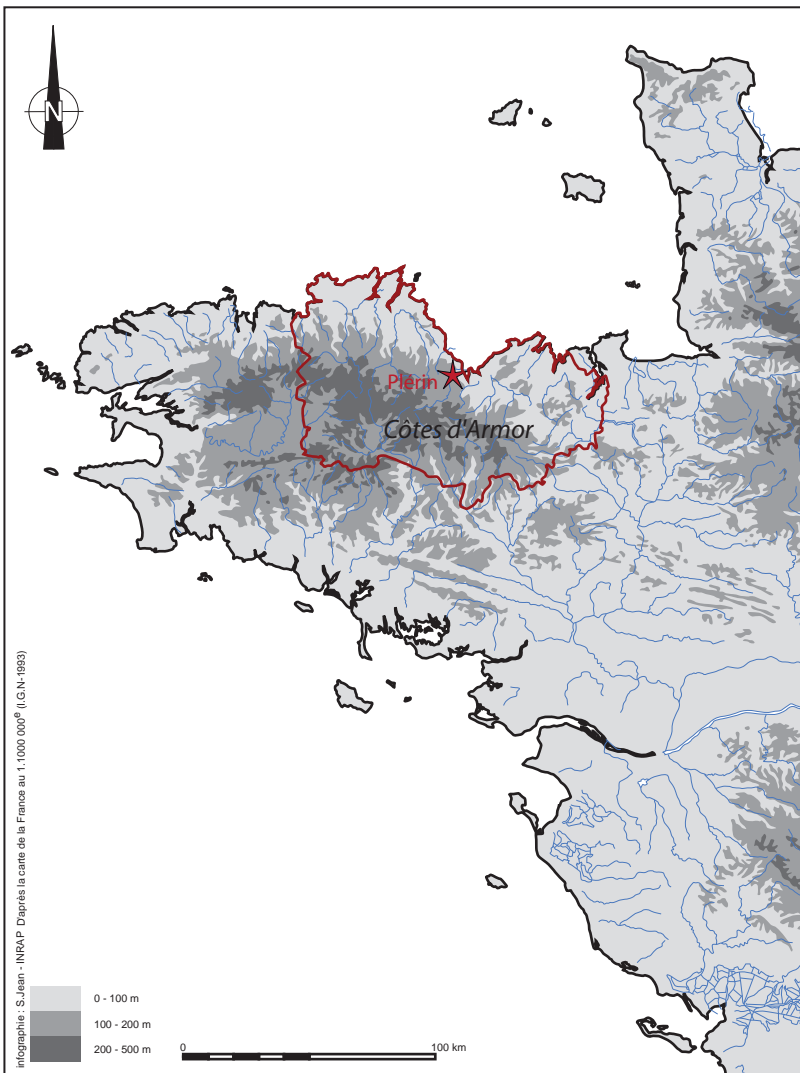 N
Plérin
Côtes d'Armor
infographie : S.Jean - INRAP D'après la carte de la France au 1.1000 000e (I.G.N-1993)
0 - 100 m
100 - 200 m
200 - 500 m
0
100 km